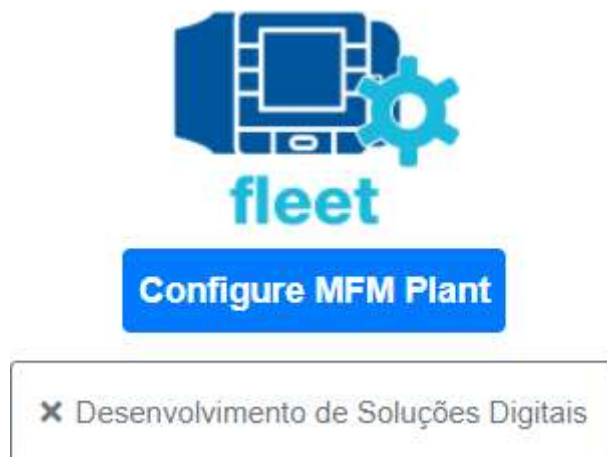 fleet
Configure MFM Plant
× Desenvolvimento de Soluções Digitais